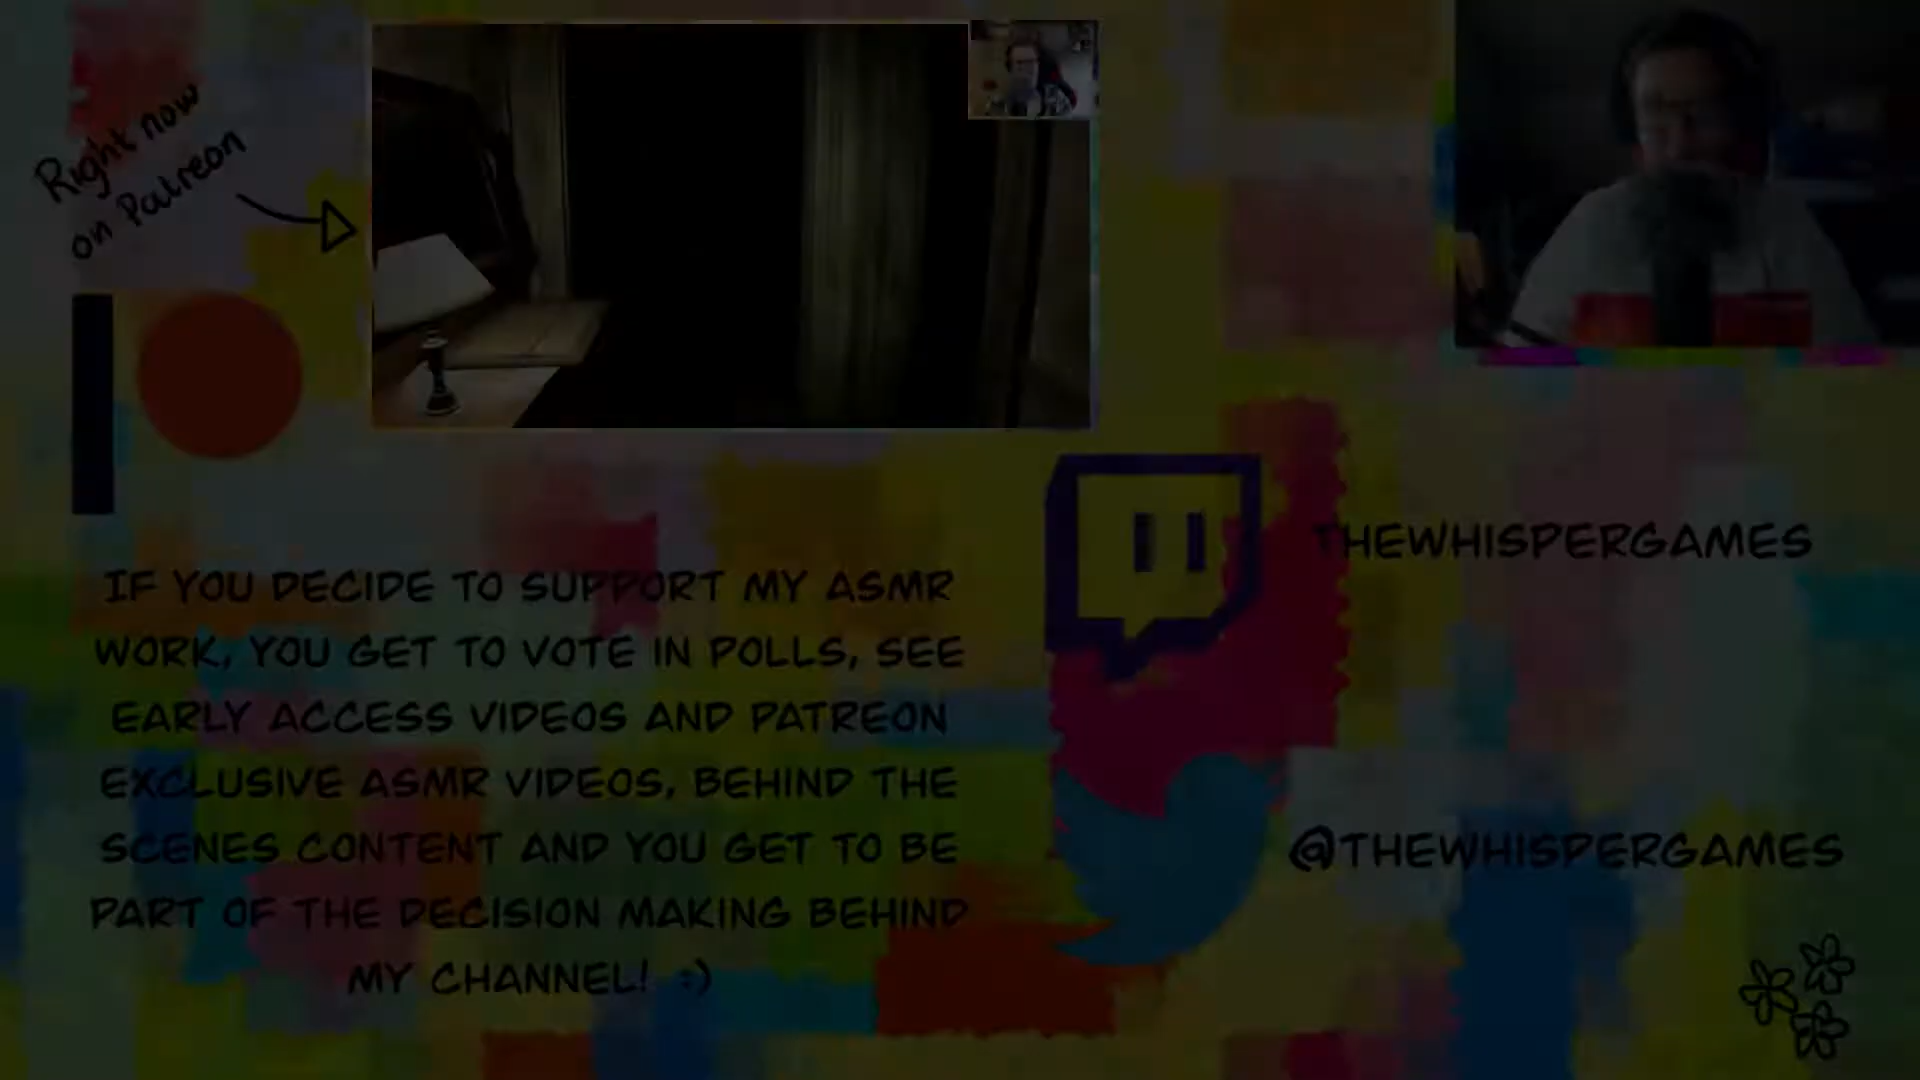 Right now
on Patreon
IF YOU DECIDE TO SUPPORT MY ASMR
WORK, YOU GET TO VOTE IN POLLS, SEE
EARLY ACCESS VIDEOS AND PATREON
EXCLUSIVE ASMR VIDEOS, BEHIND THE
SCENES CONTENT AND YOU GET TO BE
PART OF THE DECISION MAKING BEHIND
MY CHANNEL! :)
THEWHISPERGAMES
@THEWHISPERGAMES